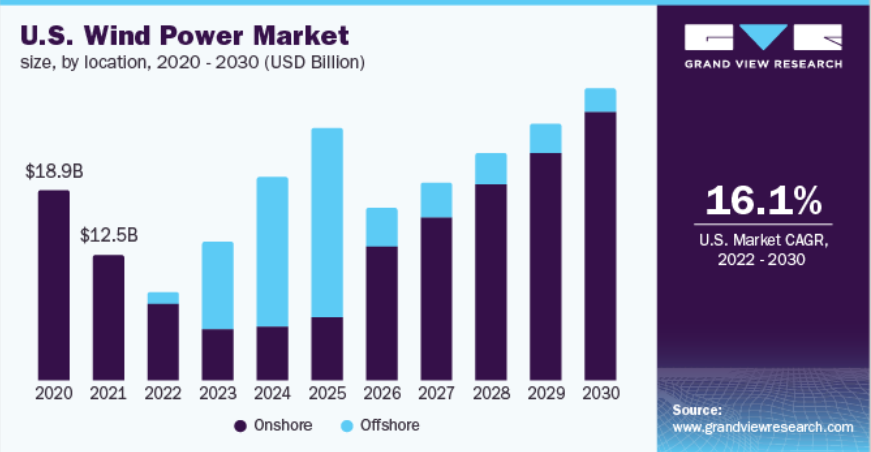 U.S. Wind Power Market
size, by location, 2020 - 2030 (USD Billion)
$18.9B
$12.5B
2020 2021 2022 2023 2024 2025 2026 2027 2028 2029 2030
Onshore Offshore
GRAND VIEW RESEARCH
16.1%
U.S. Market CAGR,
2022 - 2030
Source:
www.grandviewresearch.com